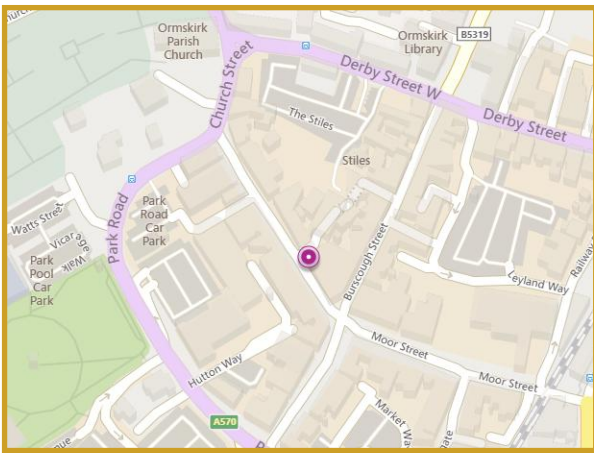 Ormskirk
Parish
Church
Ormskirk
Library
B5319
Derby Street W
Derby Street
Church Street
The Stiles
Stiles
Park Road
Park
Road
Car
Park
Watts Street
Vicarage
Walk
Park
Pool
Car
Park
Burscough Street
Leyland Way
Railway
Moor Street
Moor Street
Hutton Way
A570
Market Way